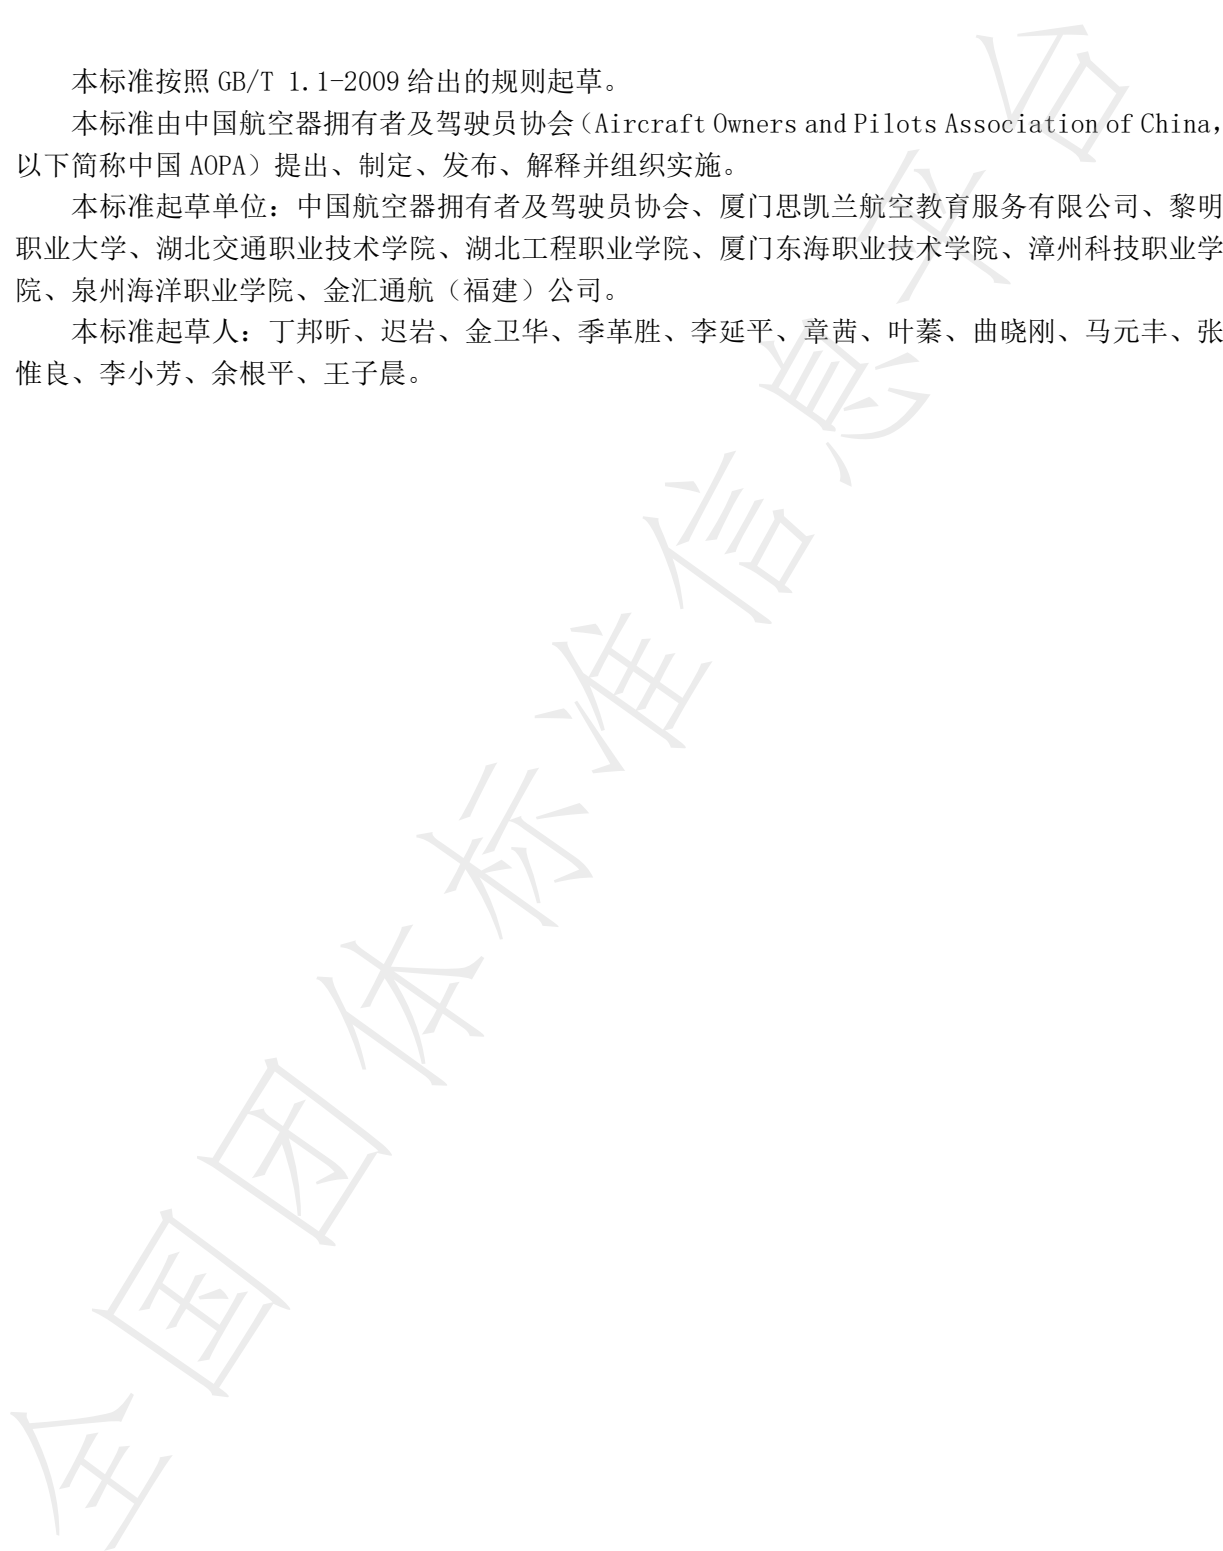 本标准按照 GB/T 1.1-2009 给出的规则起草。
本标准由中国航空器拥有者及驾驶员协会（Aircraft Owners and Pilots Association of China，
以下简称中国 AOPA）提出、制定、发布、解释并组织实施。
本标准起草单位：中国航空器拥有者及驾驶员协会、厦门思凯兰航空教育服务有限公司、黎明
职业大学、湖北交通职业技术学院、湖北工程职业学院、厦门东海职业技术学院、漳州科技职业学
院、泉州海洋职业学院、金汇通航（福建）公司。
本标准起草人：丁邦昕、迟岩、金卫华、季革胜、李延平、章茜、叶蓁、曲晓刚、马元丰、张
惟良、李小芳、余根平、王子晨。
全国团体标准信息平台